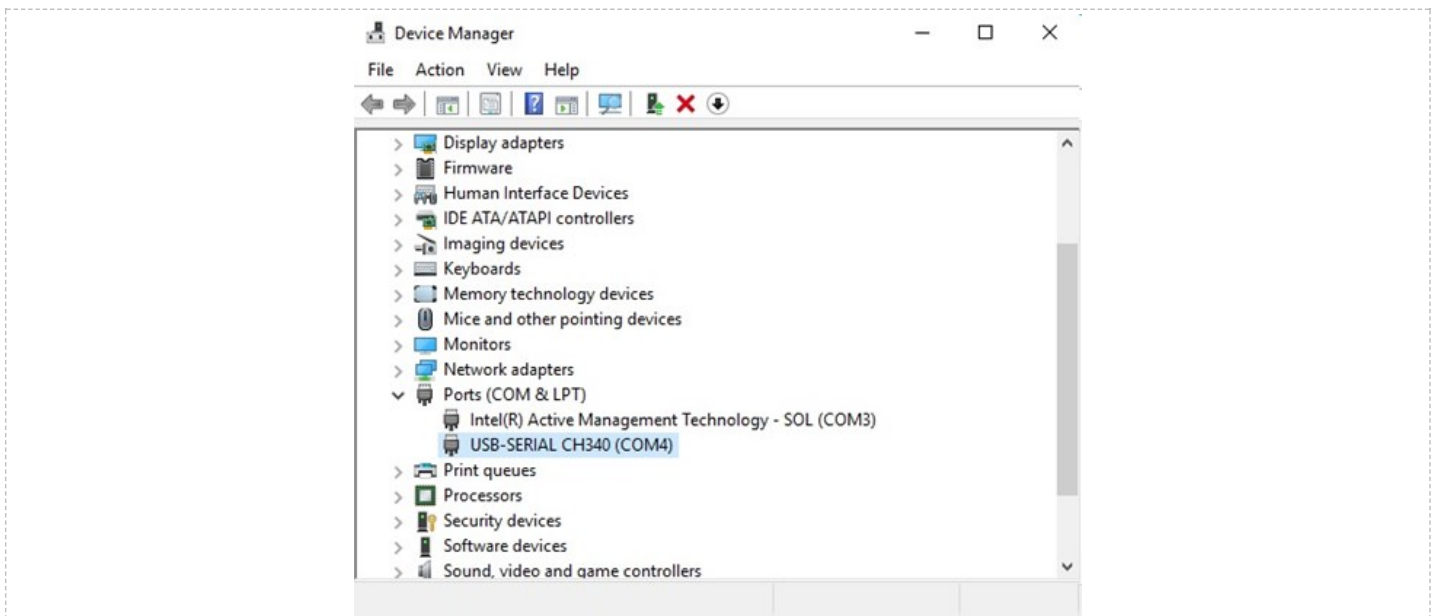 Device Manager
File Action View Help
Display adapters
Firmware
Human Interface Devices
IDE ATA/ATAPI controllers
Imaging devices
Keyboards
Memory technology devices
Mice and other pointing devices
Monitors
Network adapters
Ports (COM & LPT)
Intel(R) Active Management Technology - SOL (COM3)
USB-SERIAL CH340 (COM4)
Print queues
Processors
Security devices
Software devices
Sound, video and game controllers